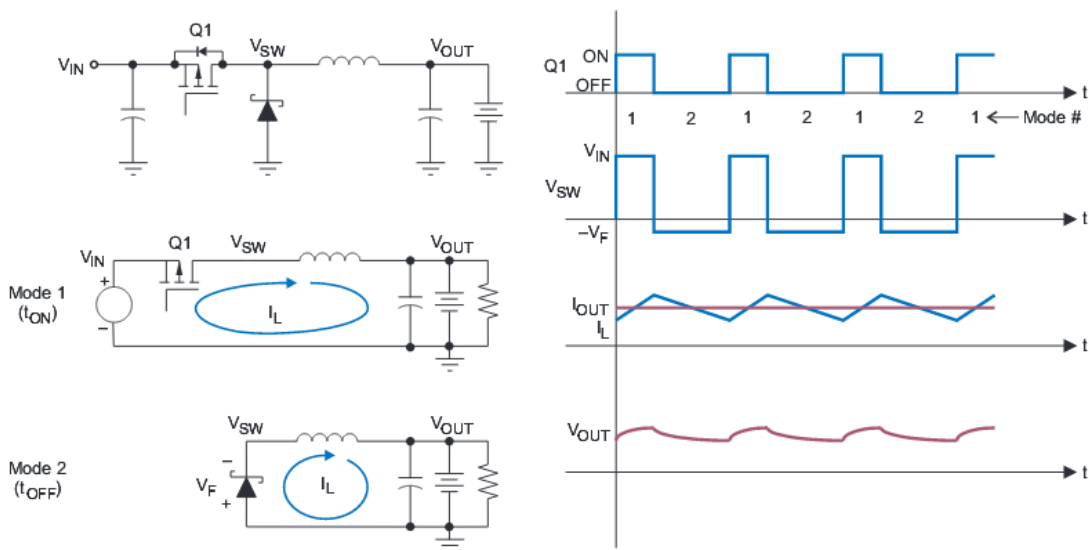 Q1
V_IN
V_SW
V_OUT
V_IN
Q1
V_SW
V_OUT
+
−
I_L
Mode 1
(t_ON)
V_SW
V_OUT
−
V_F
+
I_L
Mode 2
(t_OFF)
Q1
ON
OFF
t
1 2 1 2 1 2 1 ← Mode #
V_IN
V_SW
−V_F
t
I_OUT
I_L
t
V_OUT
t